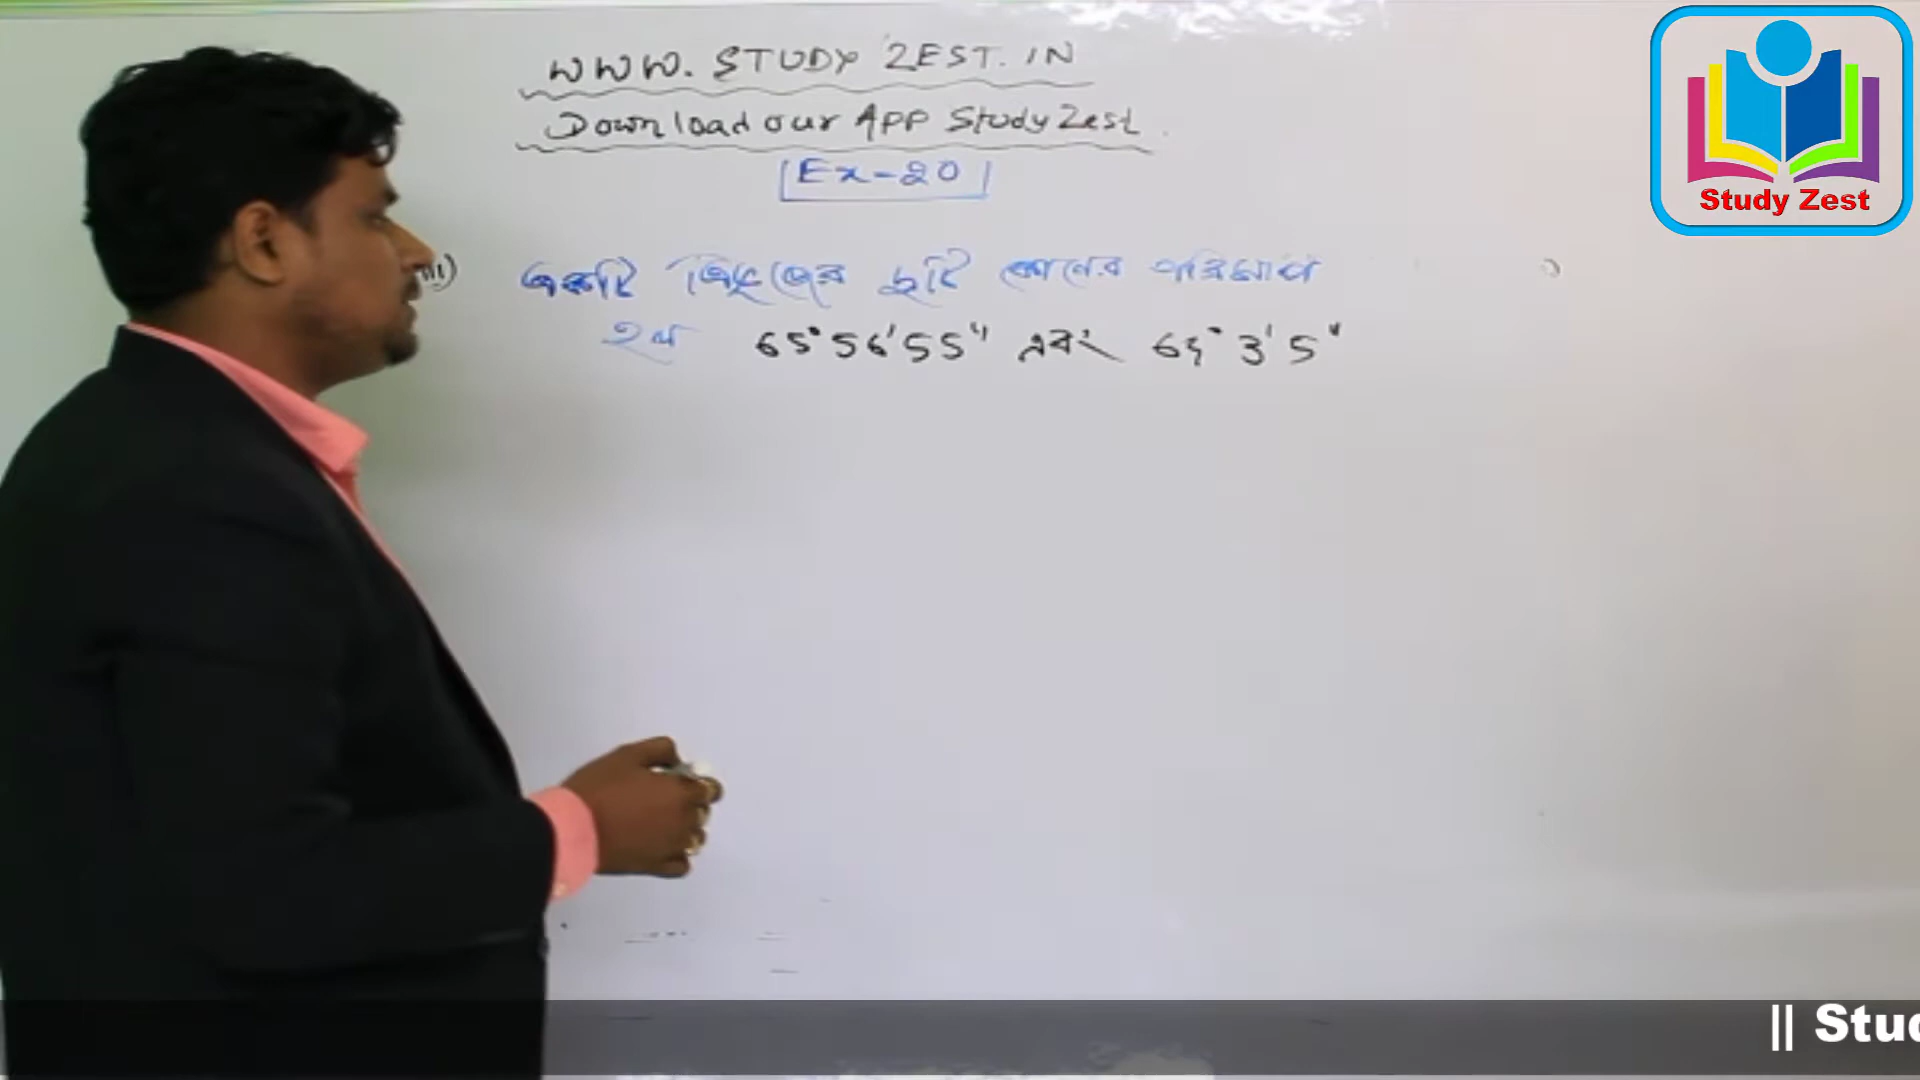 WWW. STUDY ZEST. IN
Download our APP Study Zest
Ex-20
একটি ত্রিভুজের দুটি কোণের পরিমাপ
হল 65° 56' 55" এবং 64° 3' 5"
Study Zest
|| Stud